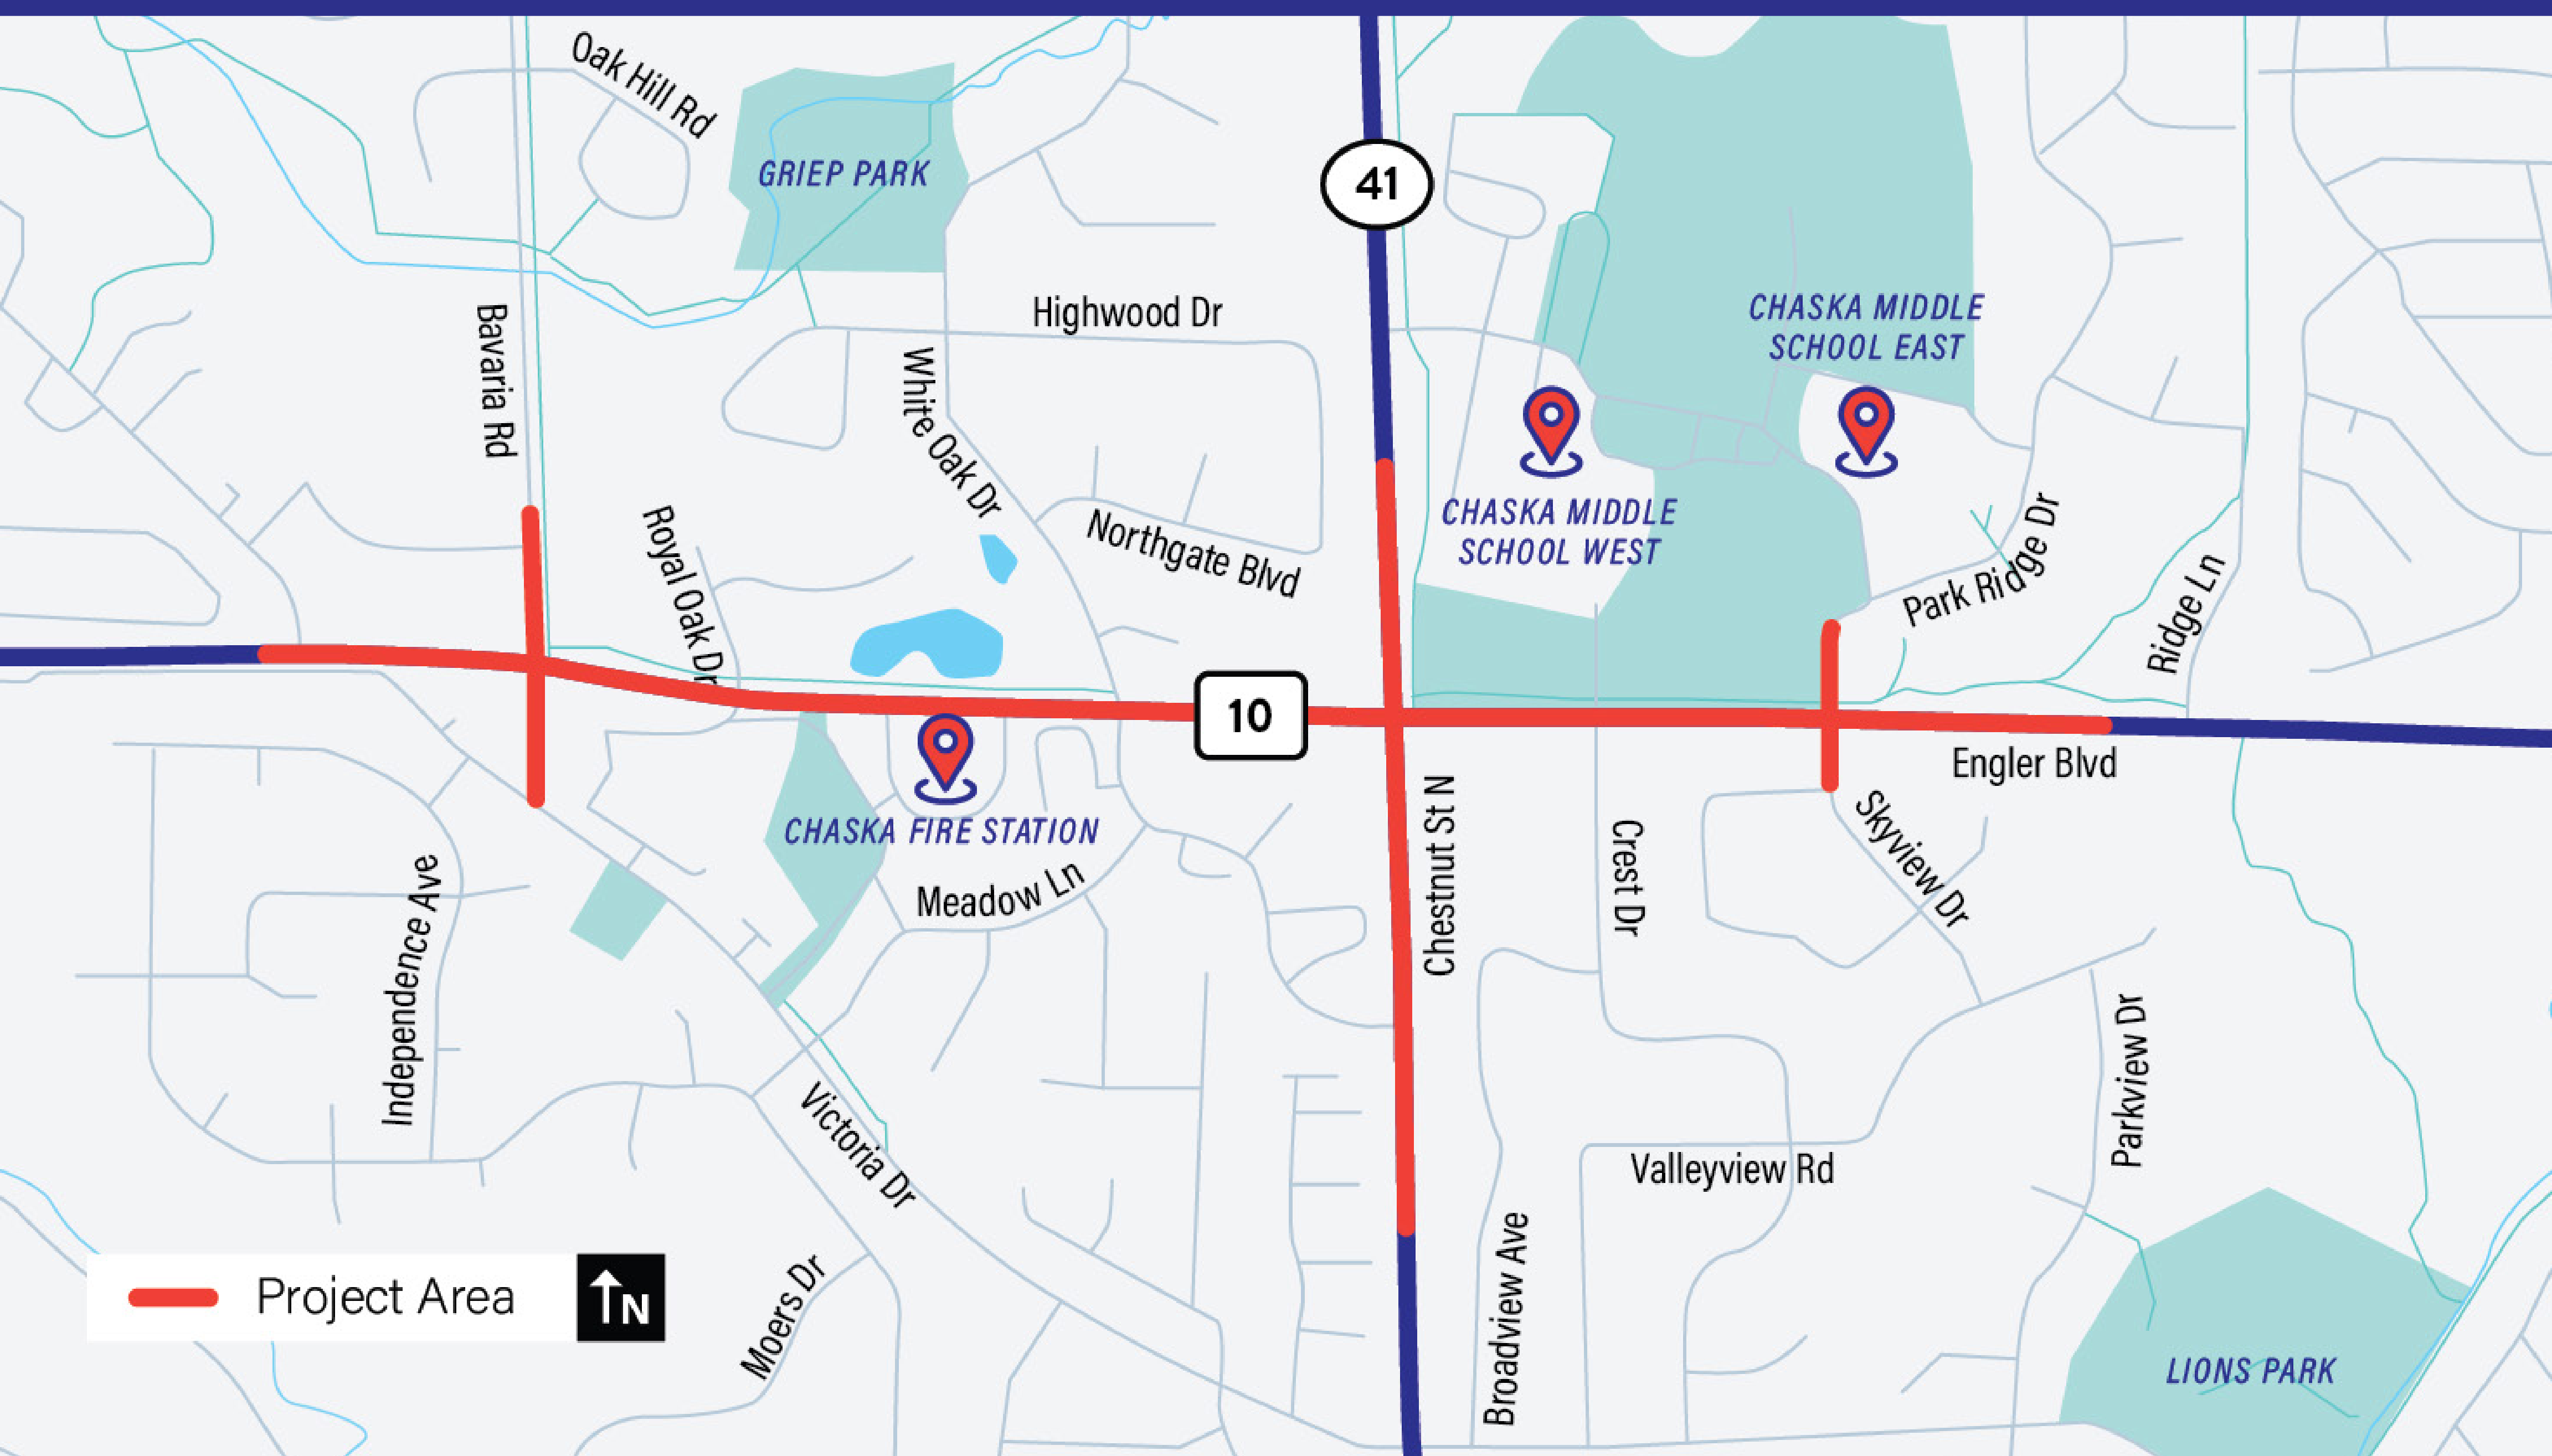 Oak Hill Rd
GRIEP PARK
41
Highwood Dr
CHASKA MIDDLE
SCHOOL EAST
Bavaria Rd
White Oak Dr
CHASKA MIDDLE
SCHOOL WEST
Royal Oak Dr
Northgate Blvd
Park Ridge Dr
Ridge Ln
10
Engler Blvd
CHASKA FIRE STATION
Chestnut St N
Crest Dr
Skyview Dr
Meadow Ln
Independence Ave
Parkview Dr
Victoria Dr
Valleyview Rd
Broadview Ave
Moers Dr
Project Area
N
LIONS PARK